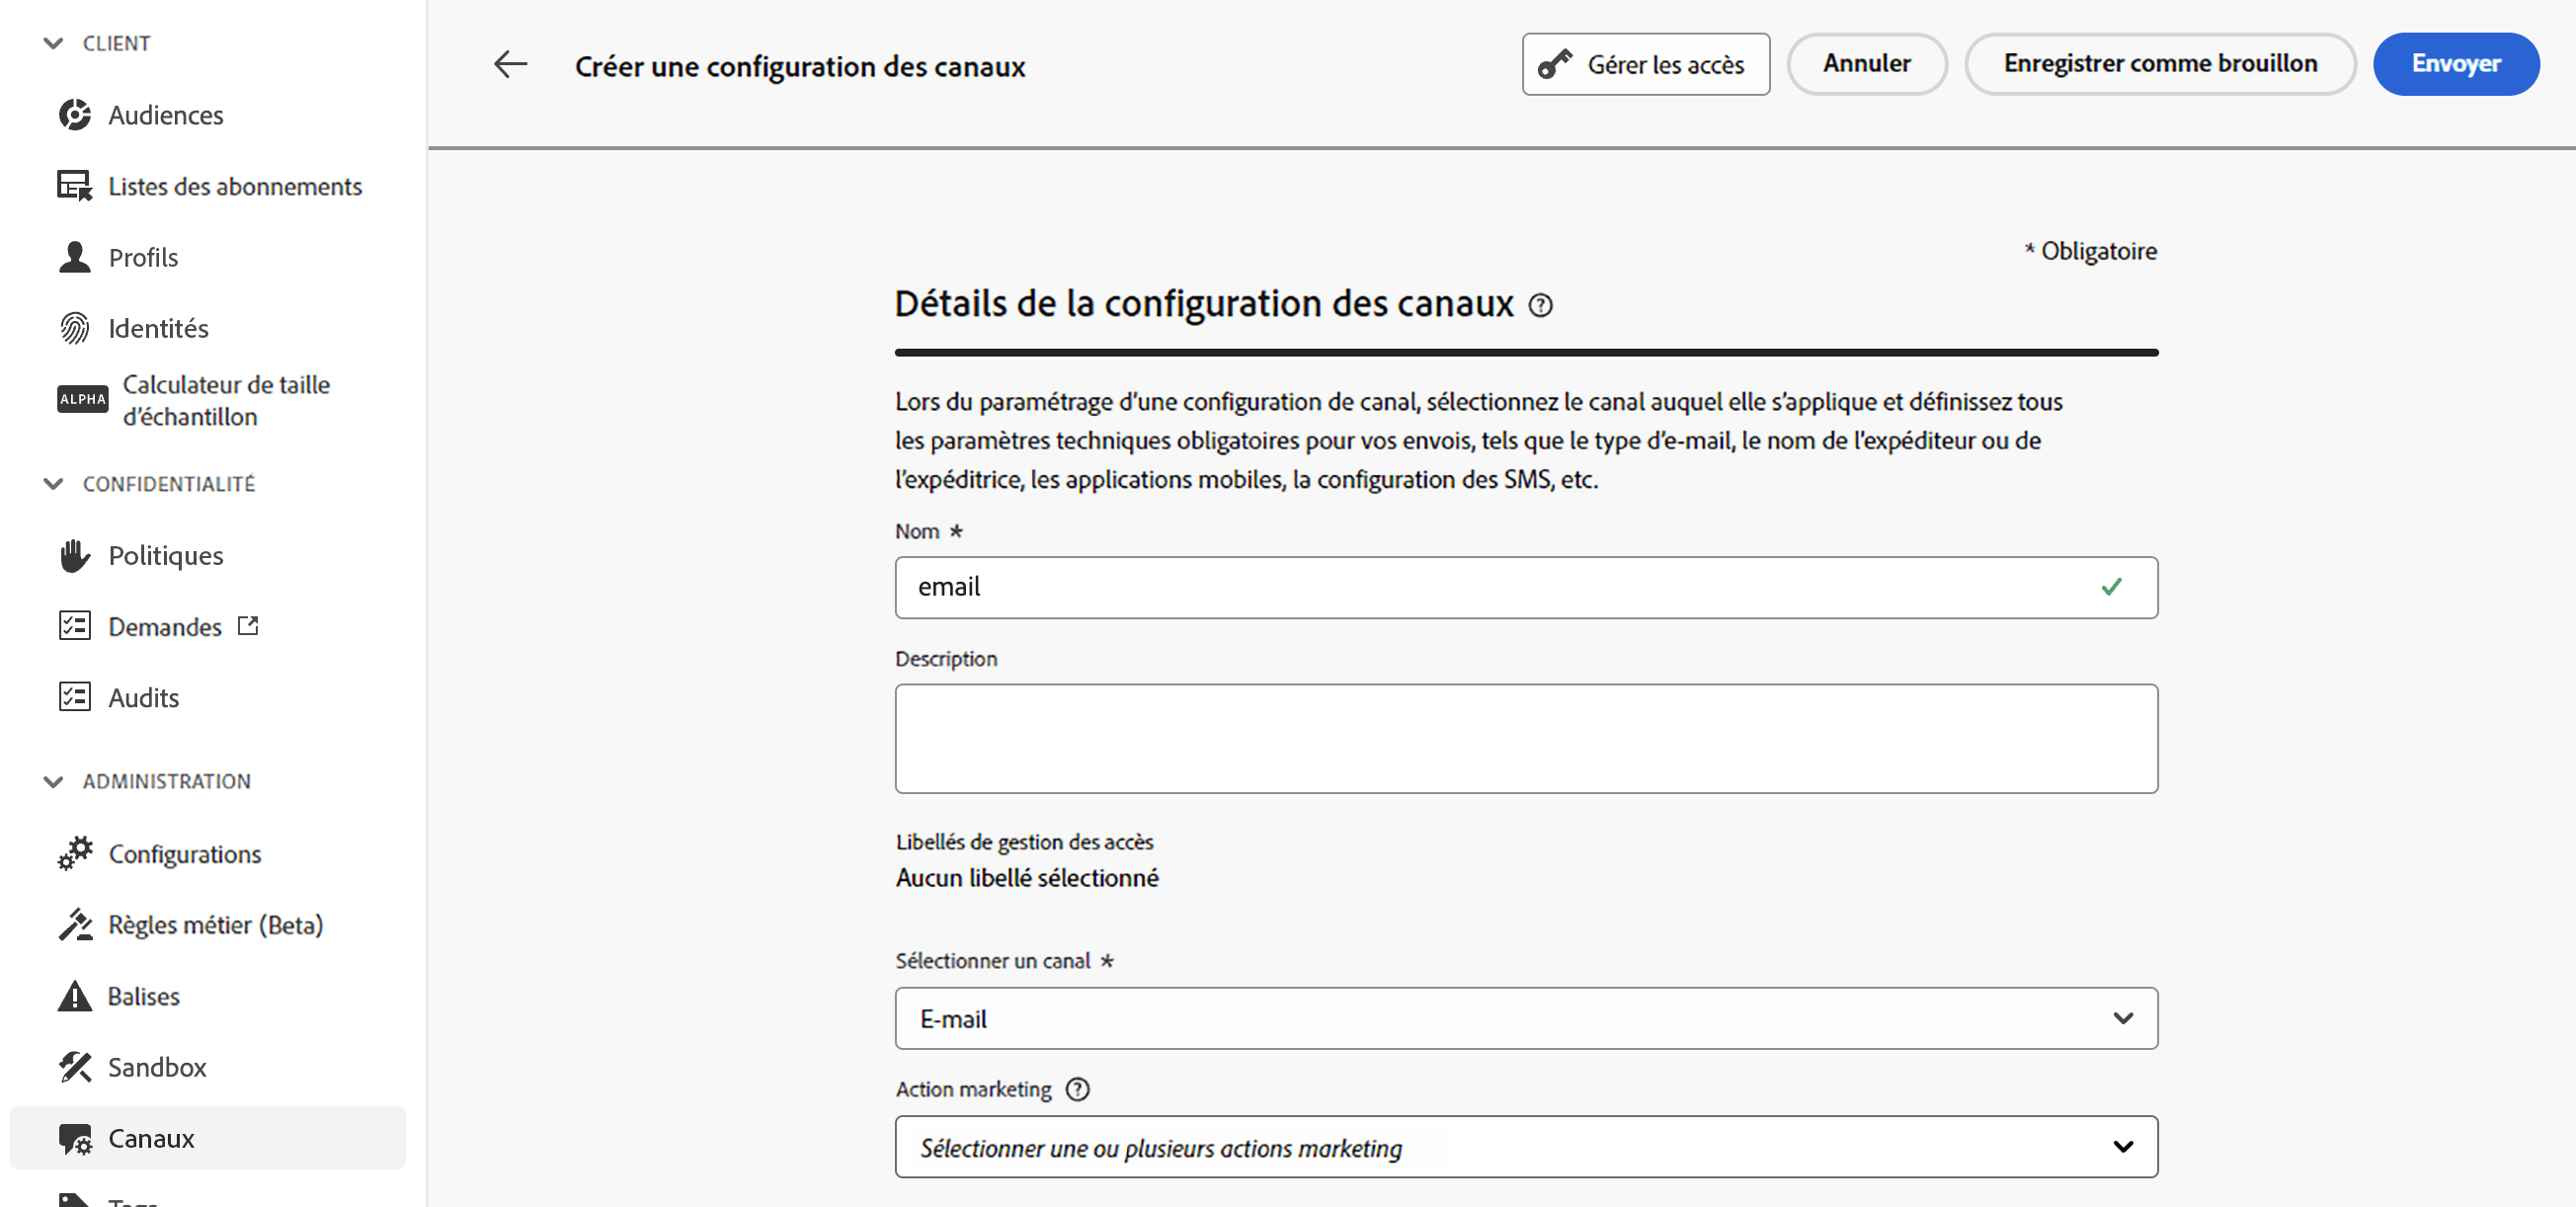 CLIENT
Audiences
Listes des abonnements
Profils
Identités
ALPHA
Calculateur de taille
d'échantillon
CONFIDENTIALITÉ
Politiques
Demandes
Audits
ADMINISTRATION
Configurations
Règles métier (Beta)
Balises
Sandbox
Canaux
Tags
Créer une configuration des canaux
Gérer les accès
Annuler
Enregistrer comme brouillon
Envoyer
* Obligatoire
Détails de la configuration des canaux
Lors du paramétrage d'une configuration de canal, sélectionnez le canal auquel elle s'applique et définissez tous
les paramètres techniques obligatoires pour vos envois, tels que le type d'e-mail, le nom de l'expéditeur ou de
l'expéditrice, les applications mobiles, la configuration des SMS, etc.
Nom *
email
Description
Libellés de gestion des accès
Aucun libellé sélectionné
Sélectionner un canal *
E-mail
Action marketing
Sélectionner une ou plusieurs actions marketing